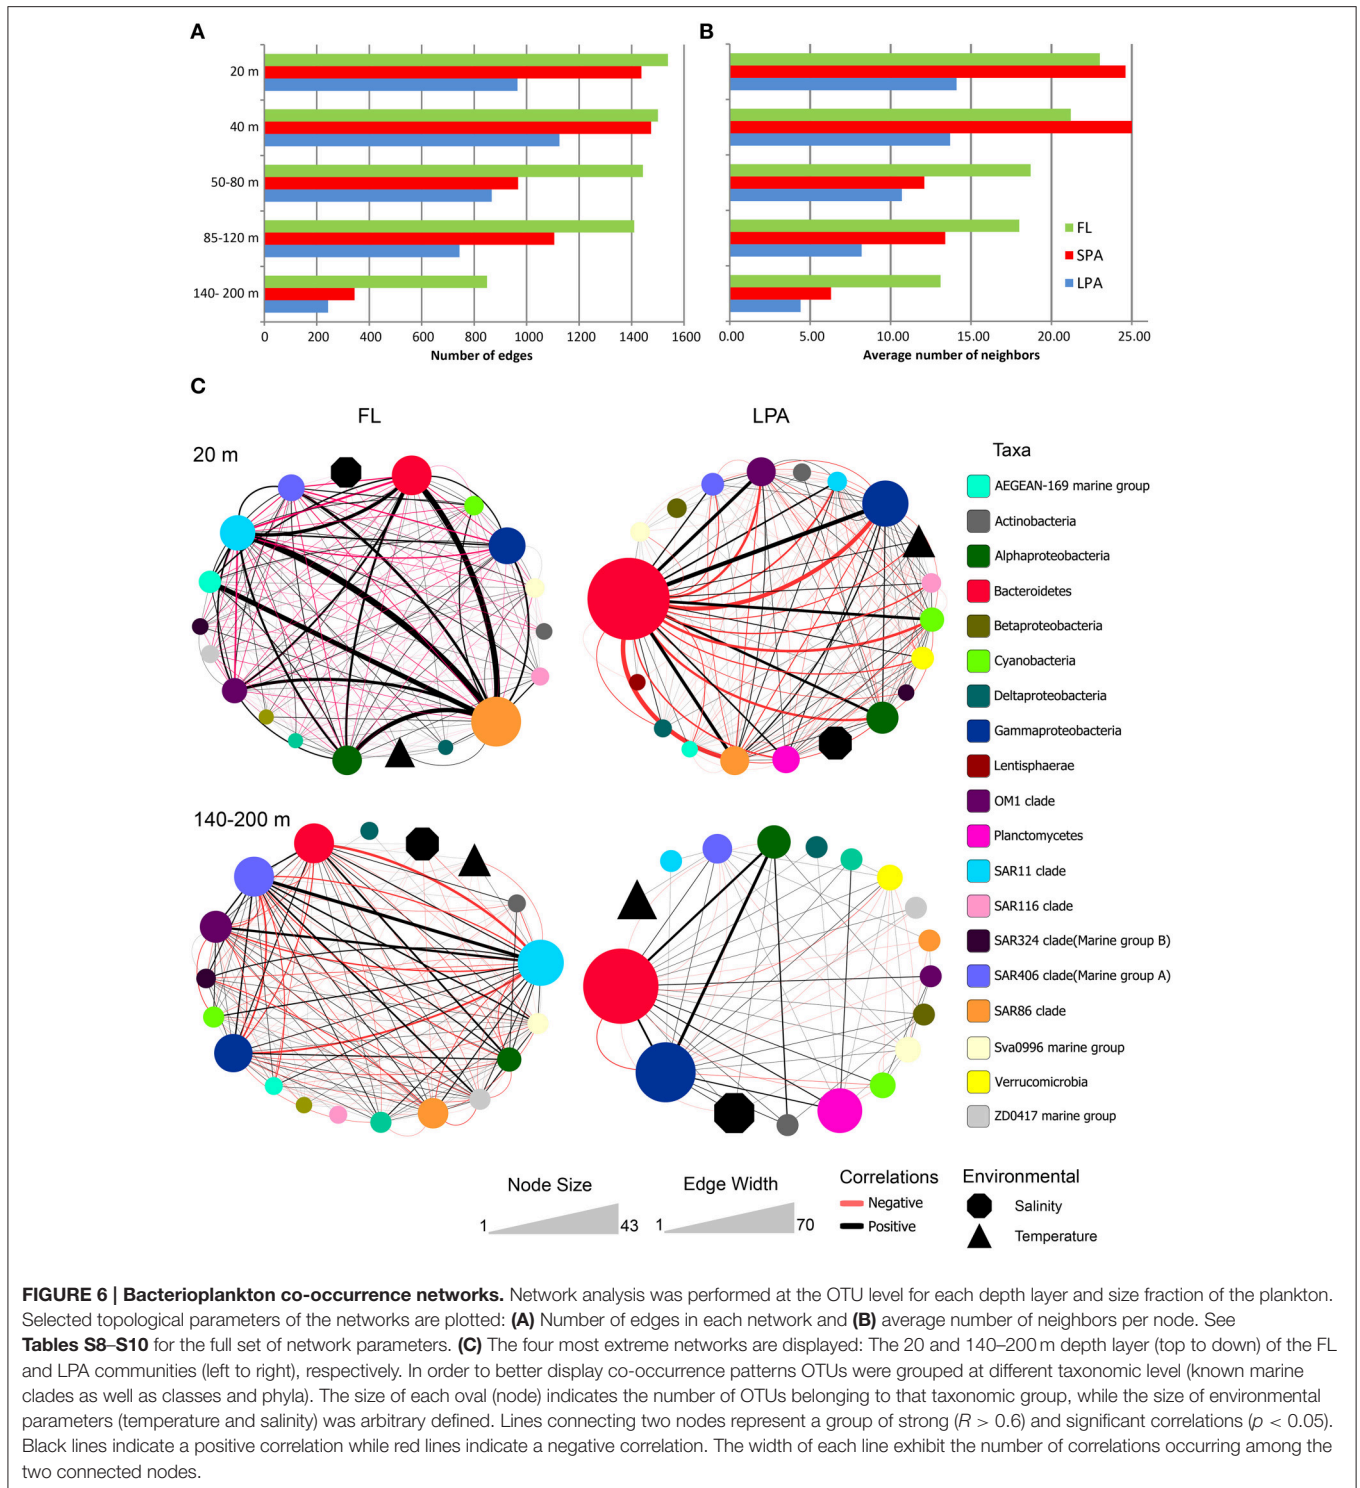 A
B
20 m
40 m
50-80 m
85-120 m
140- 200 m
0 200 400 600 800 1000 1200 1400 1600
Number of edges
FL
SPA
LPA
0.00 5.00 10.00 15.00 20.00 25.00
Average number of neighbors
C
FL
LPA
20 m
140-200 m
Taxa
AEGEAN-169 marine group
Actinobacteria
Alphaproteobacteria
Bacteroidetes
Betaproteobacteria
Cyanobacteria
Deltaproteobacteria
Gammaproteobacteria
Lentisphaerae
OM1 clade
Planctomycetes
SAR11 clade
SAR116 clade
SAR324 clade(Marine group B)
SAR406 clade(Marine group A)
SAR86 clade
Sva0996 marine group
Verrucomicrobia
ZD0417 marine group
Node Size
1 43
Edge Width
1 70
Correlations
Negative
Positive
Environmental
Salinity
Temperature
FIGURE 6 | Bacterioplankton co-occurrence networks. Network analysis was performed at the OTU level for each depth layer and size fraction of the plankton.
Selected topological parameters of the networks are plotted: (A) Number of edges in each network and (B) average number of neighbors per node. See
Tables S8–S10 for the full set of network parameters. (C) The four most extreme networks are displayed: The 20 and 140–200 m depth layer (top to down) of the FL
and LPA communities (left to right), respectively. In order to better display co-occurrence patterns OTUs were grouped at different taxonomic level (known marine
clades as well as classes and phyla). The size of each oval (node) indicates the number of OTUs belonging to that taxonomic group, while the size of environmental
parameters (temperature and salinity) was arbitrary defined. Lines connecting two nodes represent a group of strong (R > 0.6) and significant correlations (p < 0.05).
Black lines indicate a positive correlation while red lines indicate a negative correlation. The width of each line exhibit the number of correlations occurring among the
two connected nodes.